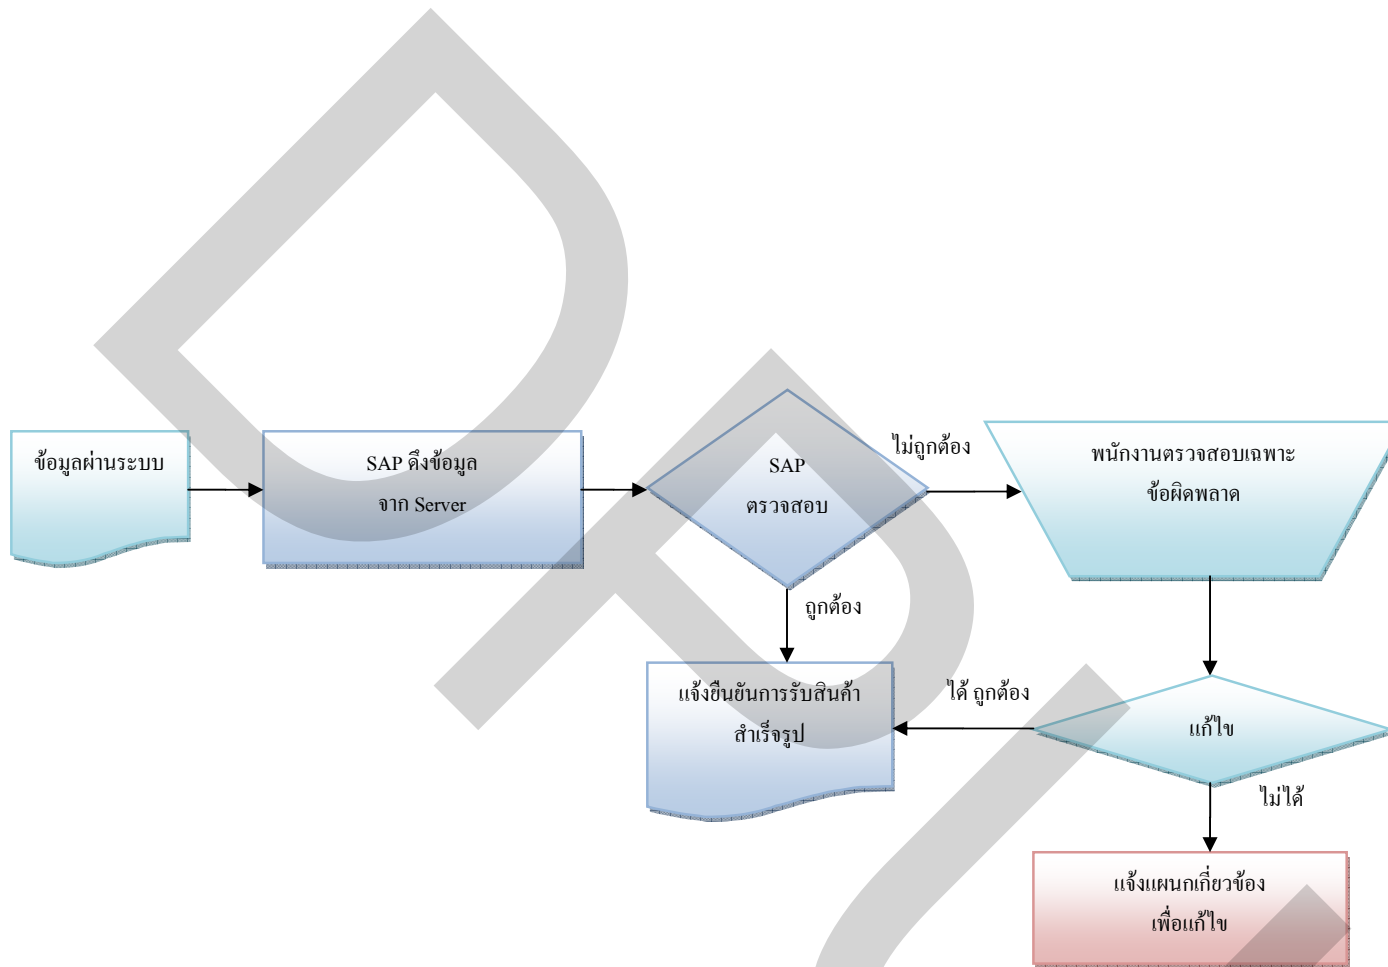 ข้อมูลผ่านระบบ
SAP ดึงข้อมูล
จาก Server
SAP
ตรวจสอบ
ไม่ถูกต้อง
พนักงานตรวจสอบเฉพาะ
ข้อผิดพลาด
ถูกต้อง
แจ้งยืนยันการรับสินค้า
สำเร็จรูป
ได้ ถูกต้อง
แก้ไข
ไม่ได้
แจ้งแผนกเกี่ยวข้อง
เพื่อแก้ไข